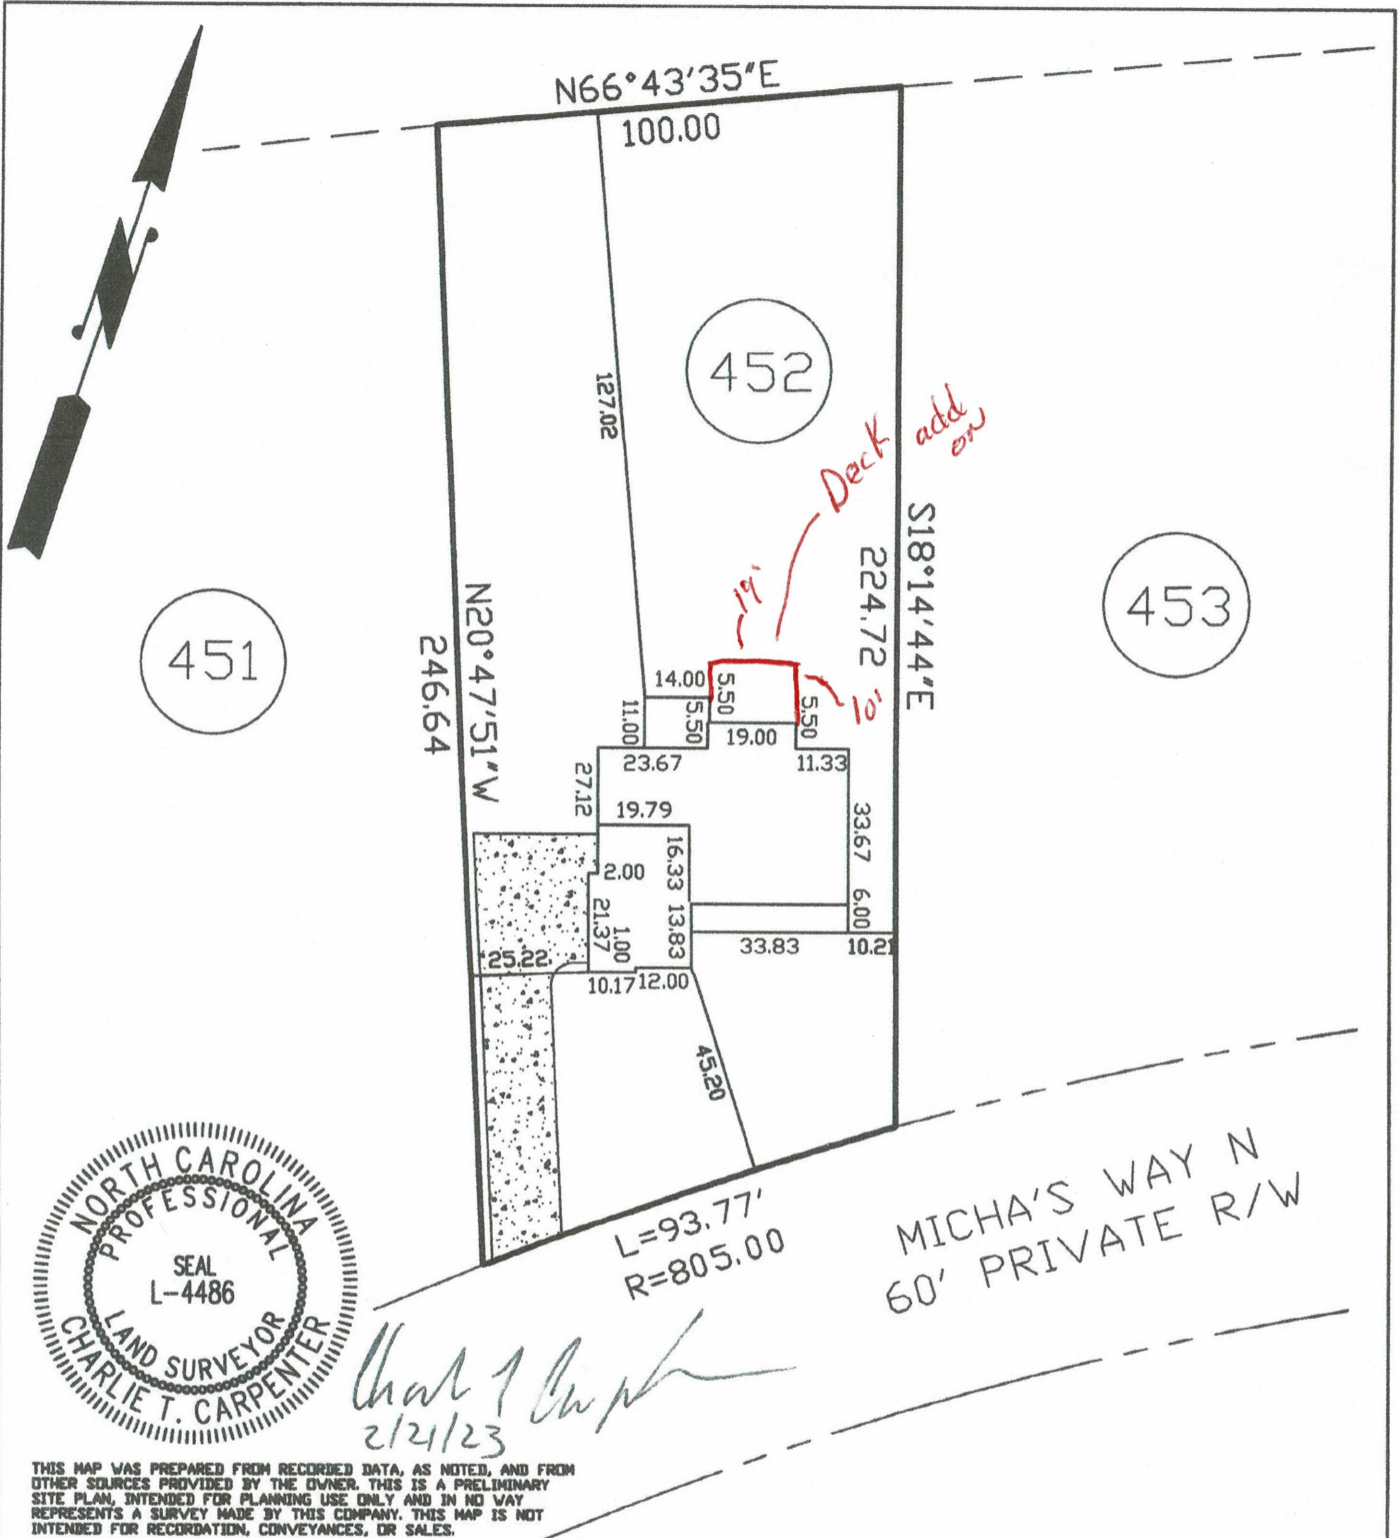 N66°43'35"E
100.00
127.02
452
Deck add
on
S18°14'44"E
224.72
453
451
N20°47'51"W
246.64
19'
10'
14.00
5.50
5.50
5.50
11.00
19.00
23.67
11.33
27.12
19.79
33.67
16.33
2.00
6.00
21.37
1.00
13.83
33.83
10.21
25.22
10.17
12.00
45.20
L=93.77'
R=805.00
MICHA'S WAY N
60' PRIVATE R/W
NORTH CAROLINA
PROFESSIONAL
SEAL
L-4486
LAND SURVEYOR
CHARLIE T. CARPENTER
2/21/23
THIS MAP WAS PREPARED FROM RECORDED DATA, AS NOTED, AND FROM
OTHER SOURCES PROVIDED BY THE OWNER. THIS IS A PRELIMINARY
SITE PLAN, INTENDED FOR PLANNING USE ONLY AND IN NO WAY
REPRESENTS A SURVEY MADE BY THIS COMPANY. THIS MAP IS NOT
INTENDED FOR RECORDATION, CONVEYANCES, OR SALES.